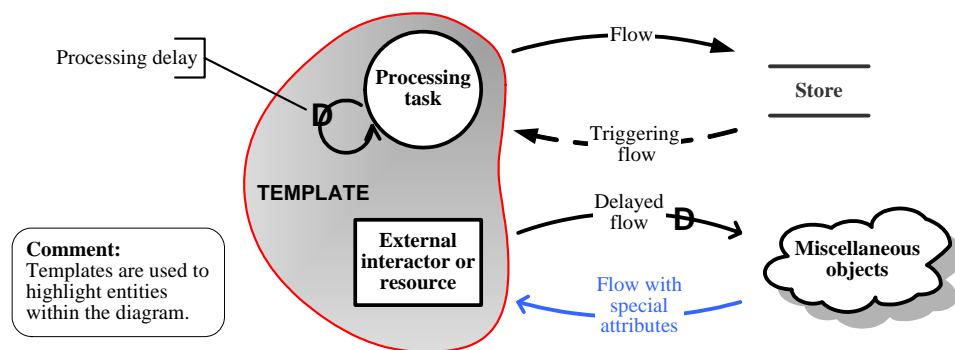 Processing delay
D
Processing
task
TEMPLATE
External
interactor or
resource
Comment:
Templates are used to
highlight entities
within the diagram.
Flow
Store
Triggering
flow
Delayed
flow
D
Miscellaneous
objects
Flow with
special
attributes